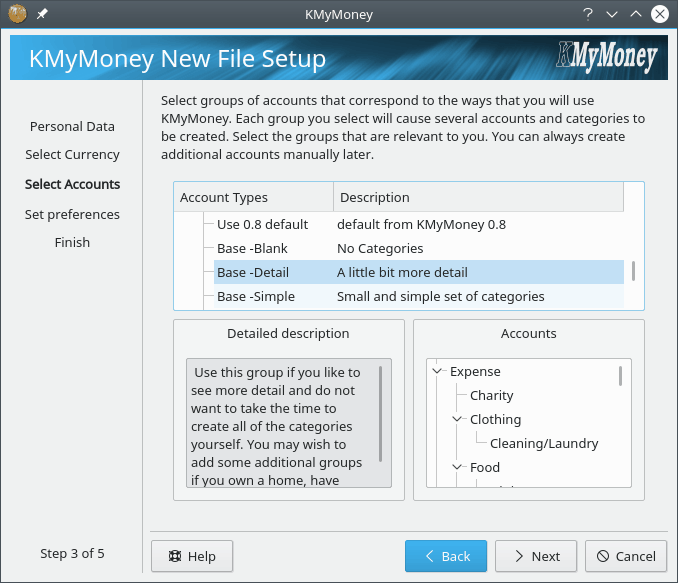 KMyMoney
KMyMoney New File Setup
KMyMoney
Personal Data
Select Currency
Select Accounts
Set preferences
Finish
Step 3 of 5
Select groups of accounts that correspond to the ways that you will use
KMyMoney. Each group you select will cause several accounts and categories to
be created. Select the groups that are relevant to you. You can always create
additional accounts manually later.
Account Types Description
Use 0.8 default default from KMyMoney 0.8
Base -Blank No Categories
Base -Detail A little bit more detail
Base -Simple Small and simple set of categories
Detailed description
Use this group if you like to
see more detail and do not
want to take the time to
create all of the categories
yourself. You may wish to
add some additional groups
if you own a home, have
Accounts
Expense
Charity
Clothing
Cleaning/Laundry
Food
Help
Back
Next
Cancel